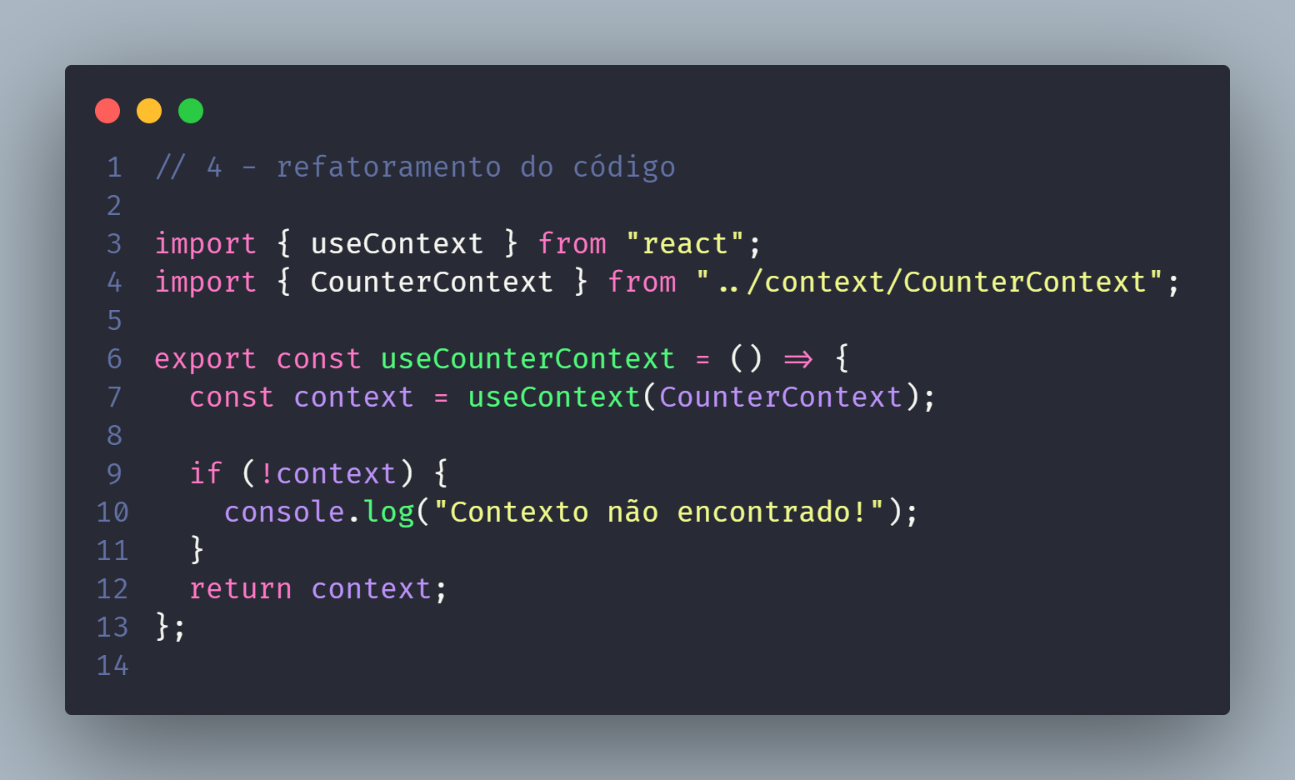 1 // 4 - refatoramento do código
2
3 import { useContext } from "react";
4 import { CounterContext } from "../context/CounterContext";
5
6 export const useCounterContext = () => {
7   const context = useContext(CounterContext);
8
9   if (!context) {
10     console.log("Contexto não encontrado!");
11   }
12   return context;
13 };
14